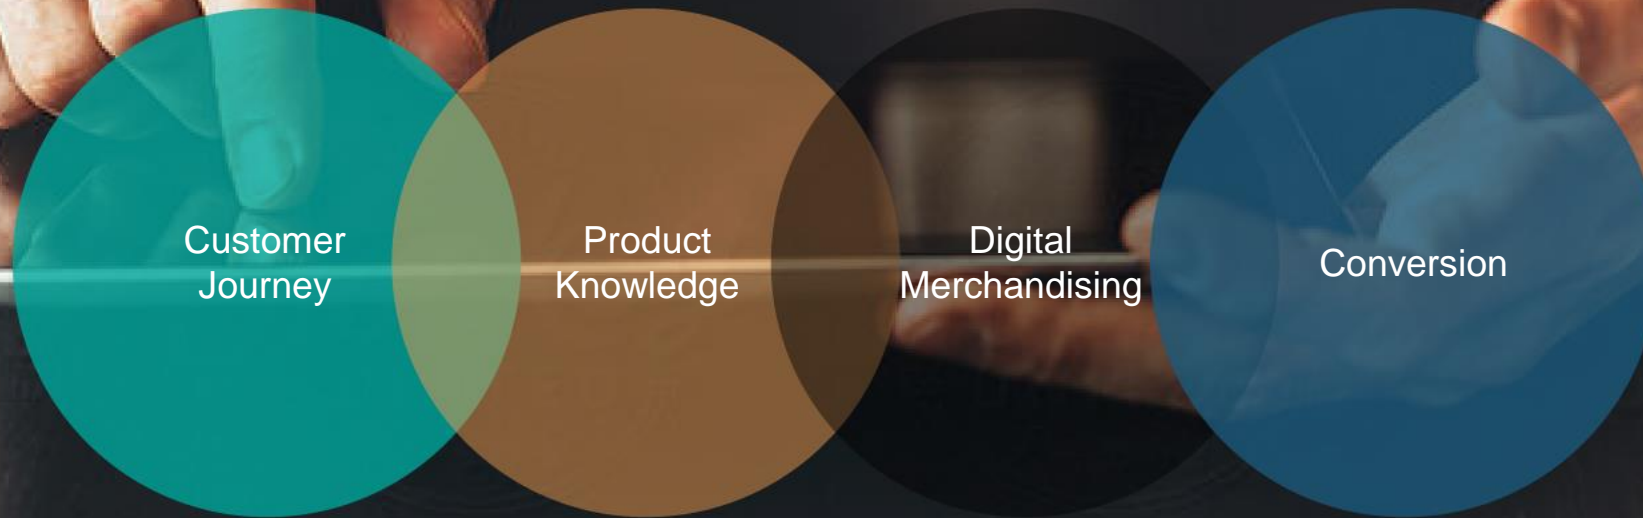 Customer
Journey
Product
Knowledge
Digital
Merchandising
Conversion